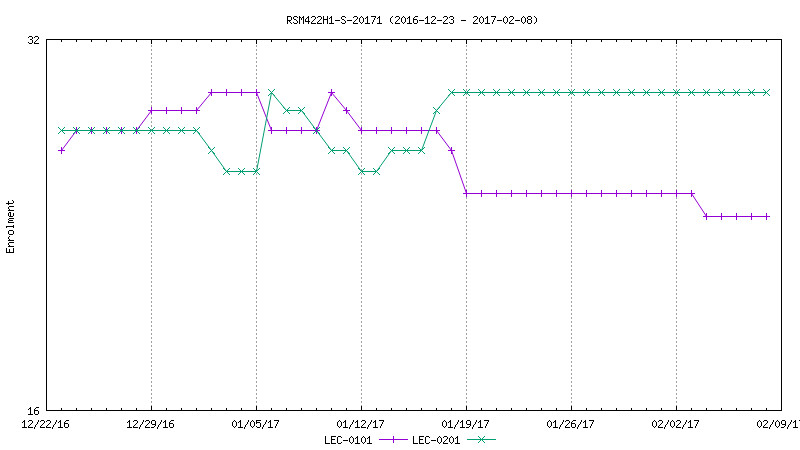 RSM422H1-S-20171 (2016-12-23 - 2017-02-08)
32
Enrolment
16
12/22/16 12/29/16 01/05/17 01/12/17 01/19/17 01/26/17 02/02/17 02/09/1
LEC-0101 LEC-0201